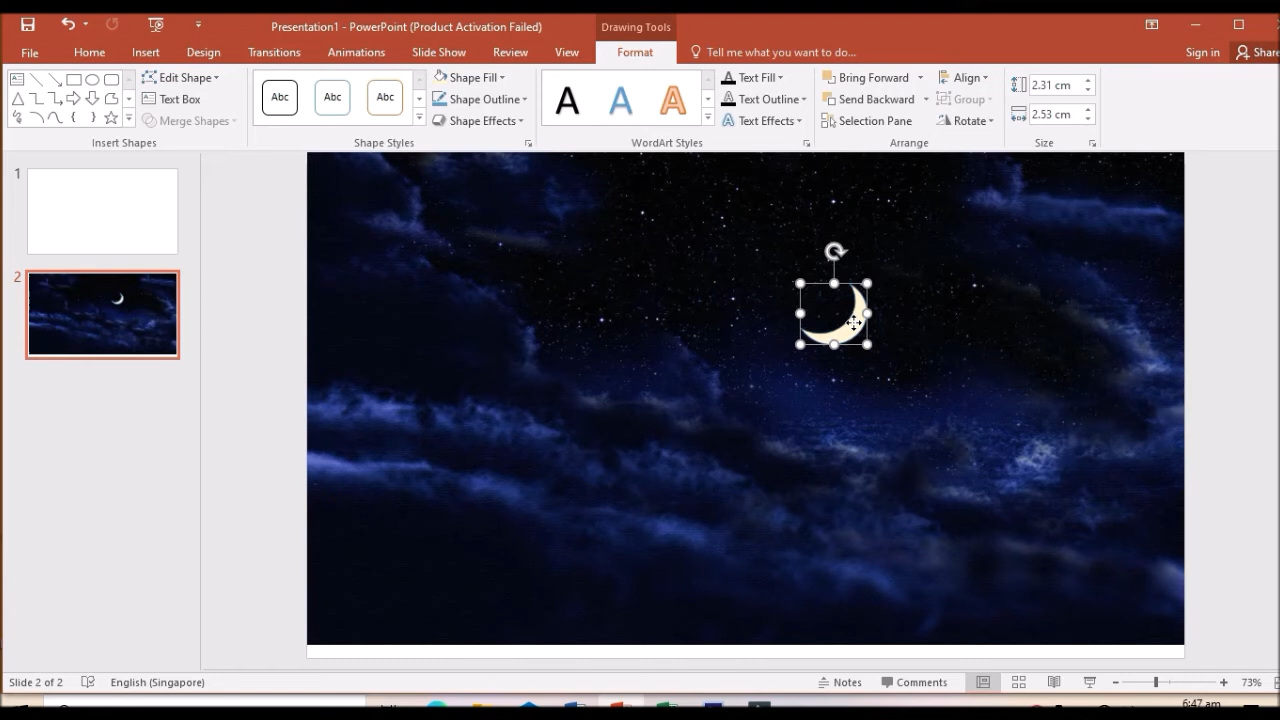 Presentation1 - PowerPoint (Product Activation Failed)
Drawing Tools
File Home Insert Design Transitions Animations Slide Show Review View Format Tell me what you want to do... Sign in Share
Edit Shape
Text Box
Merge Shapes
Insert Shapes
Abc Abc Abc
Shape Fill
Shape Outline
Shape Effects
Shape Styles
A A A
Text Fill
Text Outline
Text Effects
WordArt Styles
Bring Forward
Send Backward
Selection Pane
Align
Group
Rotate
Arrange
2.31 cm
2.53 cm
Size
1
2
Slide 2 of 2 English (Singapore) Notes Comments 73%
6:47 am